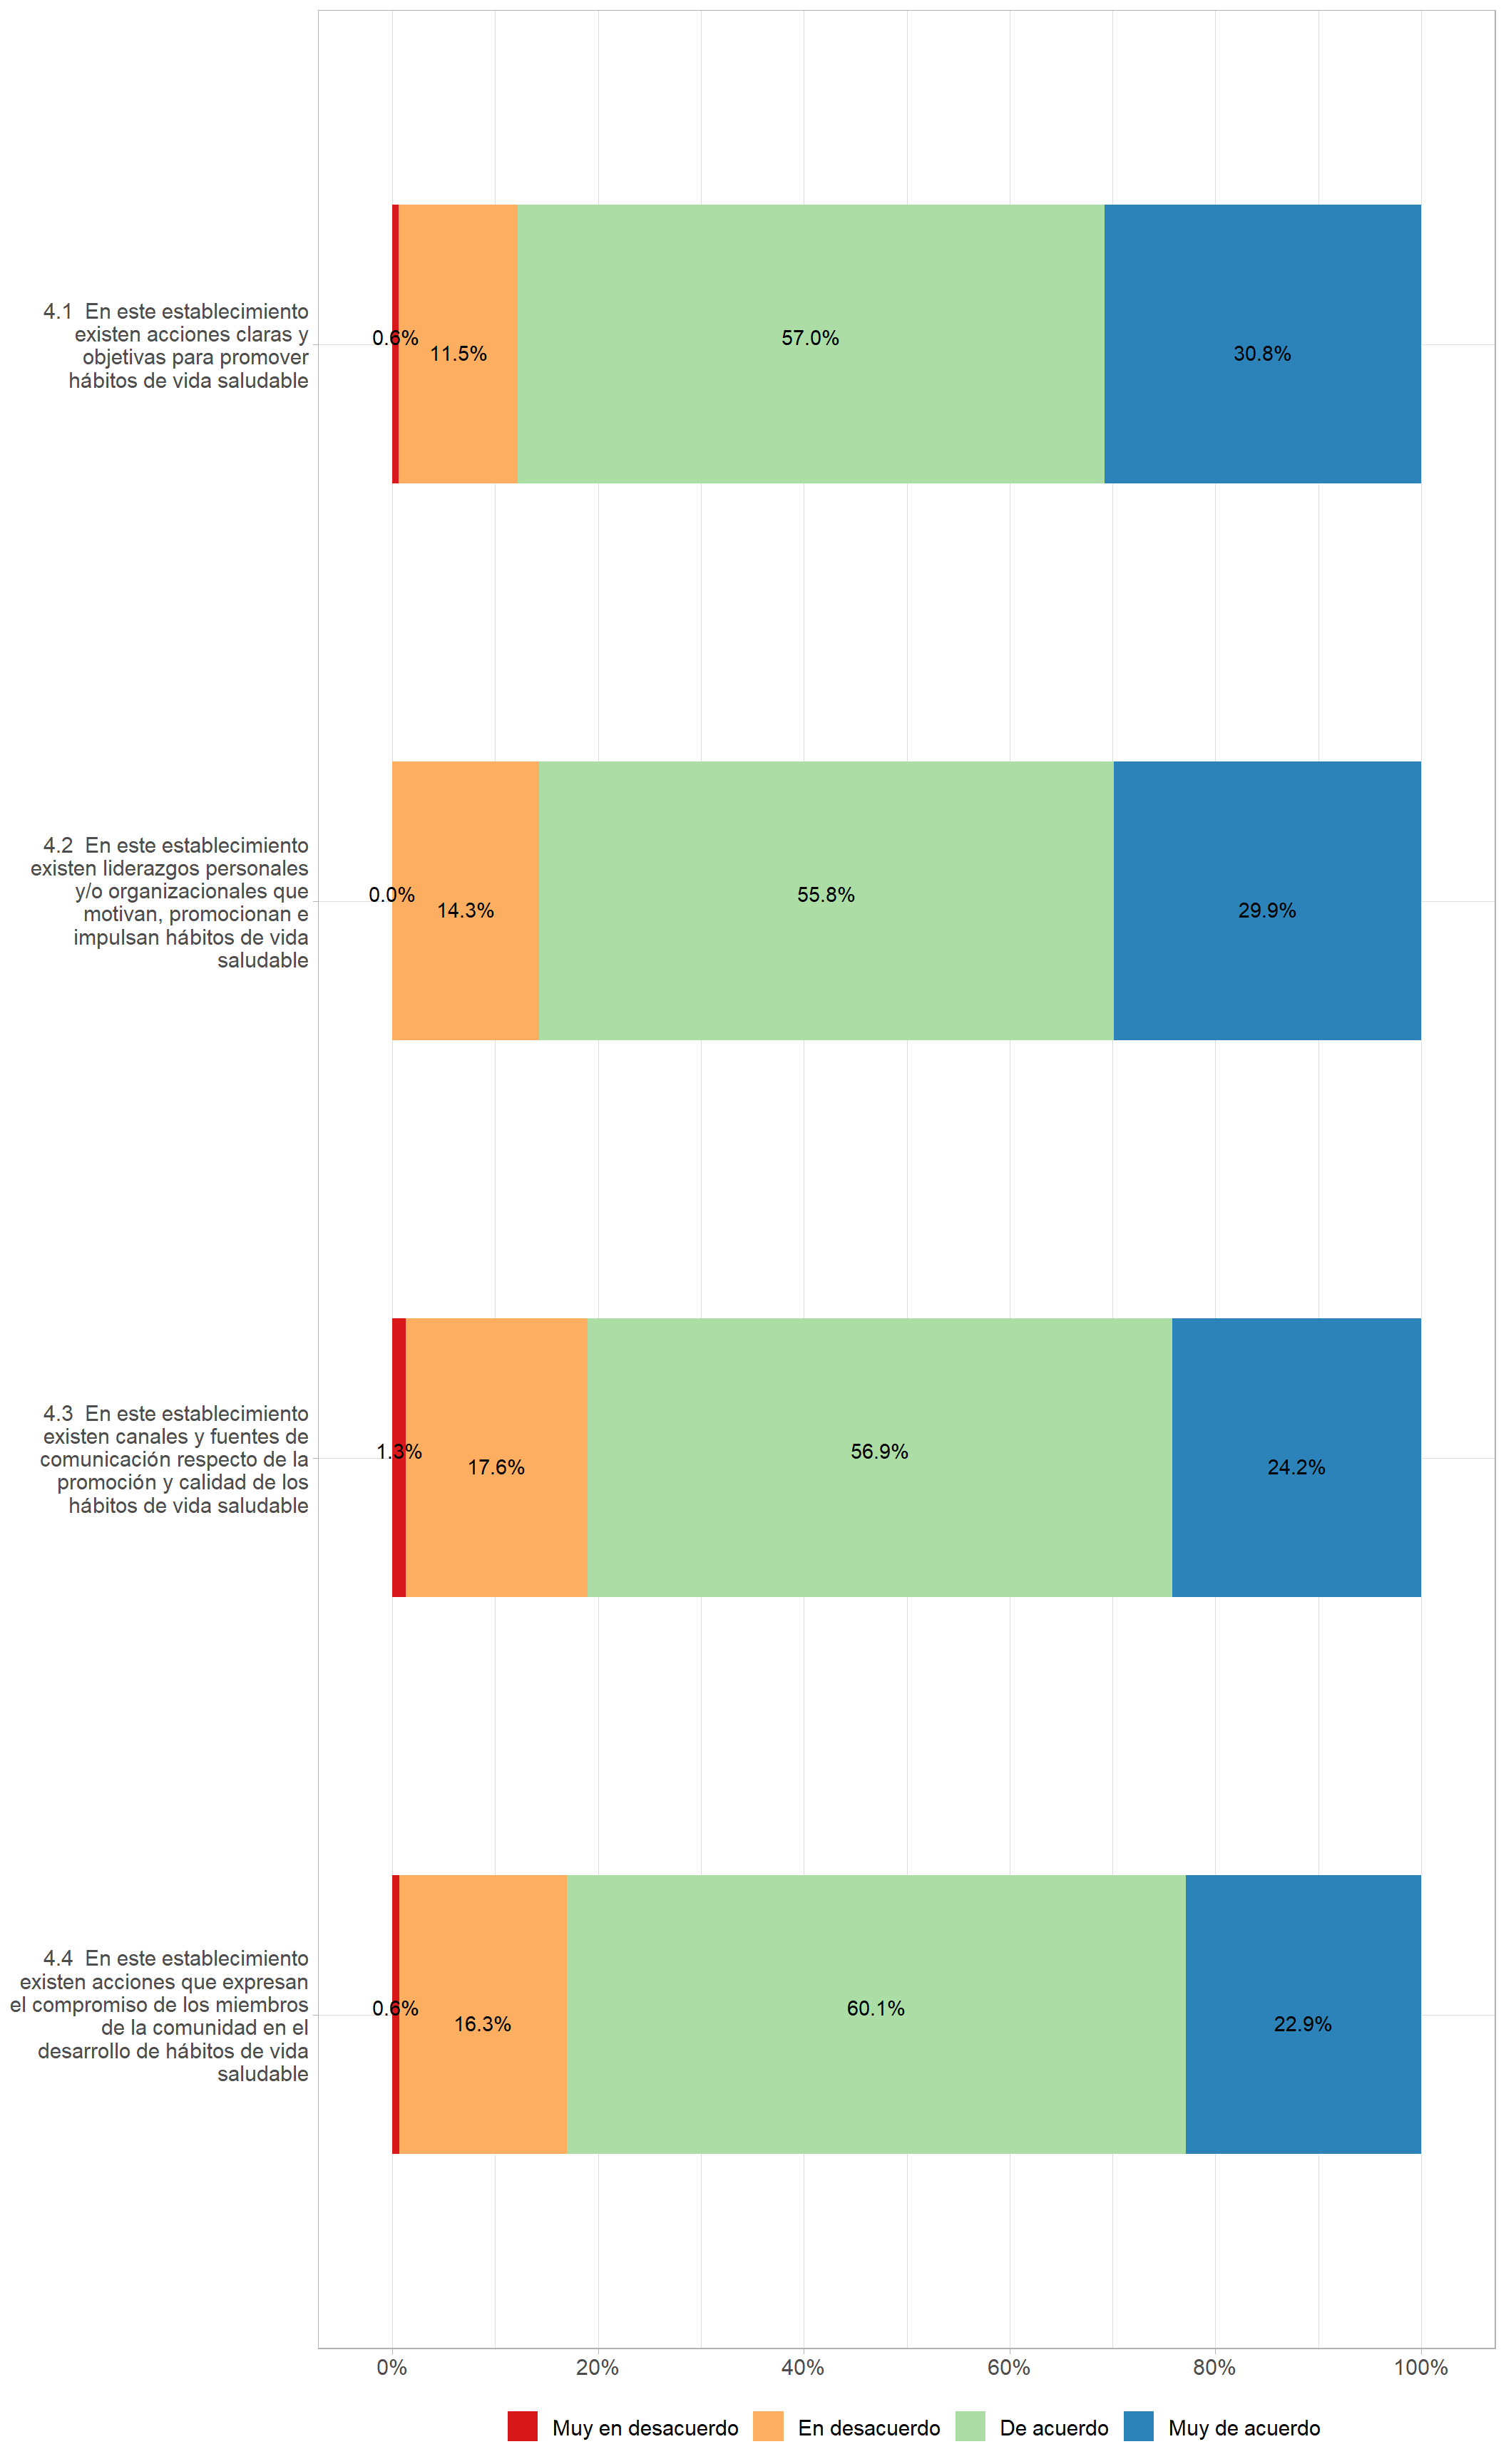 4.1  En este establecimiento
existen acciones claras y
objetivas para promover
hábitos de vida saludable
0.6%
11.5%
57.0%
30.8%
4.2  En este establecimiento
existen liderazgos personales
y/o organizacionales que
motivan, promocionan e
impulsan hábitos de vida
saludable
0.0%
14.3%
55.8%
29.9%
4.3  En este establecimiento
existen canales y fuentes de
comunicación respecto de la
promoción y calidad de los
hábitos de vida saludable
1.3%
17.6%
56.9%
24.2%
4.4  En este establecimiento
existen acciones que expresan
el compromiso de los miembros
de la comunidad en el
desarrollo de hábitos de vida
saludable
0.6%
16.3%
60.1%
22.9%
0% 20% 40% 60% 80% 100%
Muy en desacuerdo En desacuerdo De acuerdo Muy de acuerdo